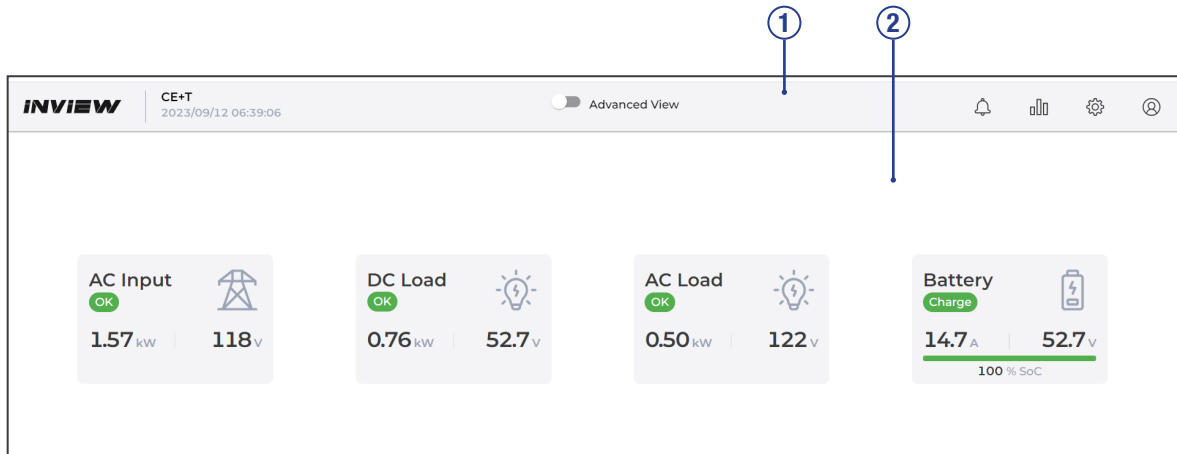 1 2
INVIEW
CE+T
2023/09/12 06:39:06
Advanced View
AC Input
OK
1.57 kW 118 V
DC Load
OK
0.76 kW 52.7 V
AC Load
OK
0.50 kW 122 V
Battery
Charge
14.7 A 52.7 V
100 % SoC